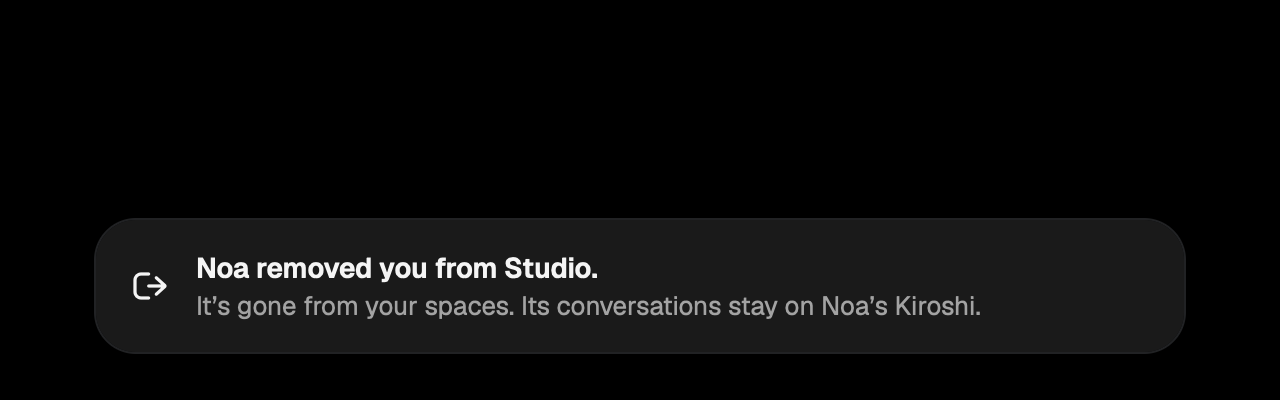 Noa removed you from Studio.
It’s gone from your spaces. Its conversations stay on Noa’s Kiroshi.